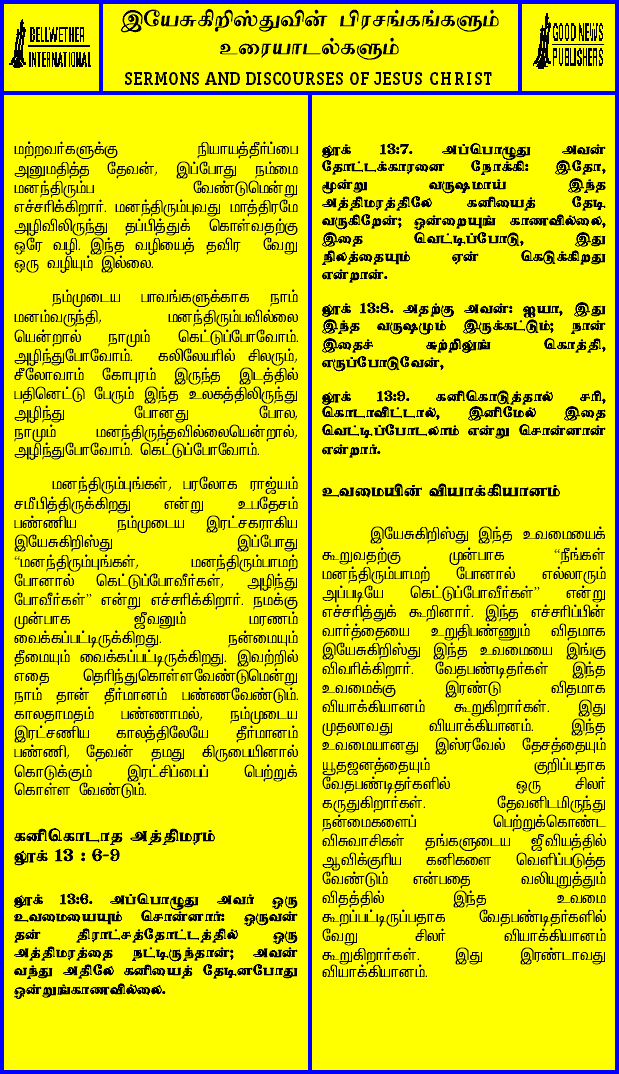 BELLWETHER
INTERNATIONAL
இயேசுகிறிஸ்துவின் பிரசங்கங்களும்
உரையாடல்களும்
SERMONS AND DISCOURSES OF JESUS CHRIST
GOOD NEWS
PUBLISHERS
மற்றவர்களுக்கு நியாயத்தீர்ப்பை
அனுமதித்த தேவன், இப்போது நம்மை
மனந்திரும்ப வேண்டுமென்று
எச்சரிக்கிறார். மனந்திரும்புவது மாத்திரமே
அழிவிலிருந்து தப்பித்துக் கொள்வதற்கு
ஒரே வழி. இந்த வழியைத் தவிர வேறு
ஒரு வழியும் இல்லை.
நம்முடைய பாவங்களுக்காக நாம்
மனம்வருந்தி, மனந்திரும்பவில்லை
யென்றால் நாமும் கெட்டுப்போவோம்.
அழிந்துபோவோம். கலிலேயரில் சிலரும்,
சீலோவாம் கோபுரம் இருந்த இடத்தில்
பதினெட்டு பேரும் இந்த உலகத்திலிருந்து
அழிந்து போனது போல,
நாமும் மனந்திருந்தவில்லையென்றால்,
அழிந்துபோவோம். கெட்டுப்போவோம்.
மனந்திரும்புங்கள், பரலோக ராஜ்யம்
சமீபித்திருக்கிறது என்று உபதேசம்
பண்ணிய நம்முடைய இரட்சகராகிய
இயேசுகிறிஸ்து இப்போது
“மனந்திரும்புங்கள், மனந்திரும்பாமற்
போனால் கெட்டுப்போவீர்கள், அழிந்து
போவீர்கள்” என்று எச்சரிக்கிறார். நமக்கு
முன்பாக ஜீவனும் மரணம்
வைக்கப்பட்டிருக்கிறது. நன்மையும்
தீமையும் வைக்கப்பட்டிருக்கிறது. இவற்றில்
எதை தெரிந்துகொள்ளவேண்டுமென்று
நாம் தான் தீர்மானம் பண்ணவேண்டும்.
காலதாமதம் பண்ணாமல், நம்முடைய
இரட்சணிய காலத்திலேயே தீர்மானம்
பண்ணி, தேவன் தமது கிருபையினால்
கொடுக்கும் இரட்சிப்பைப் பெற்றுக்
கொள்ள வேண்டும்.
கனிகொடாத அத்திமரம்
லூக் 13 : 6-9
லூக் 13:6. அப்பொழுது அவர் ஒரு
உவமையையும் சொன்னார்: ஒருவன்
தன் திராட்சத்தோட்டத்தில் ஒரு
அத்திமரத்தை நட்டிருந்தான்; அவன்
வந்து அதிலே கனியைத் தேடினபோது
ஒன்றுங்காணவில்லை.
லூக் 13:7. அப்பொழுது அவன்
தோட்டக்காரனை நோக்கி: இதோ,
மூன்று வருஷமாய் இந்த
அத்திமரத்திலே கனியைத் தேடி
வருகிறேன்; ஒன்றையுங் காணவில்லை,
இதை வெட்டிப்போடு, இது
நிலத்தையும் ஏன் கெடுக்கிறது
என்றான்.
லூக் 13:8. அதற்கு அவன்: ஐயா, இது
இந்த வருஷமும் இருக்கட்டும்; நான்
இதைச் சுற்றிலுங் கொத்தி,
எருப்போடுவேன்,
லூக் 13:9. கனிகொடுத்தால் சரி,
கொடாவிட்டால், இனிமேல் இதை
வெட்டிப்போடலாம் என்று சொன்னான்
என்றார்.
உவமையின் வியாக்கியானம்
இயேசுகிறிஸ்து இந்த உவமையைக்
கூறுவதற்கு முன்பாக “நீங்கள்
மனந்திரும்பாமற் போனால் எல்லாரும்
அப்படியே கெட்டுப்போவீர்கள்” என்று
எச்சரித்துக் கூறினார். இந்த எச்சரிப்பின்
வார்த்தையை உறுதிபண்ணும் விதமாக
இயேசுகிறிஸ்து இந்த உவமையை இங்கு
விவரிக்கிறார். வேதபண்டிதர்கள் இந்த
உவமைக்கு இரண்டு விதமாக
வியாக்கியானம் கூறுகிறார்கள். இது
முதலாவது வியாக்கியானம். இந்த
உவமையானது இஸ்ரவேல் தேசத்தையும்
யூதஜனத்தையும் குறிப்பதாக
வேதபண்டிதர்களில் ஒரு சிலர்
கருதுகிறார்கள். தேவனிடமிருந்து
நன்மைகளைப் பெற்றுக்கொண்ட
விசுவாசிகள் தங்களுடைய ஜீவியத்தில்
ஆவிக்குரிய கனிகளை வெளிப்படுத்த
வேண்டும் என்பதை வலியுறுத்தும்
விதத்தில் இந்த உவமை
கூறப்பட்டிருப்பதாக வேதபண்டிதர்களில்
வேறு சிலர் வியாக்கியானம்
கூறுகிறார்கள். இது இரண்டாவது
வியாக்கியானம்.